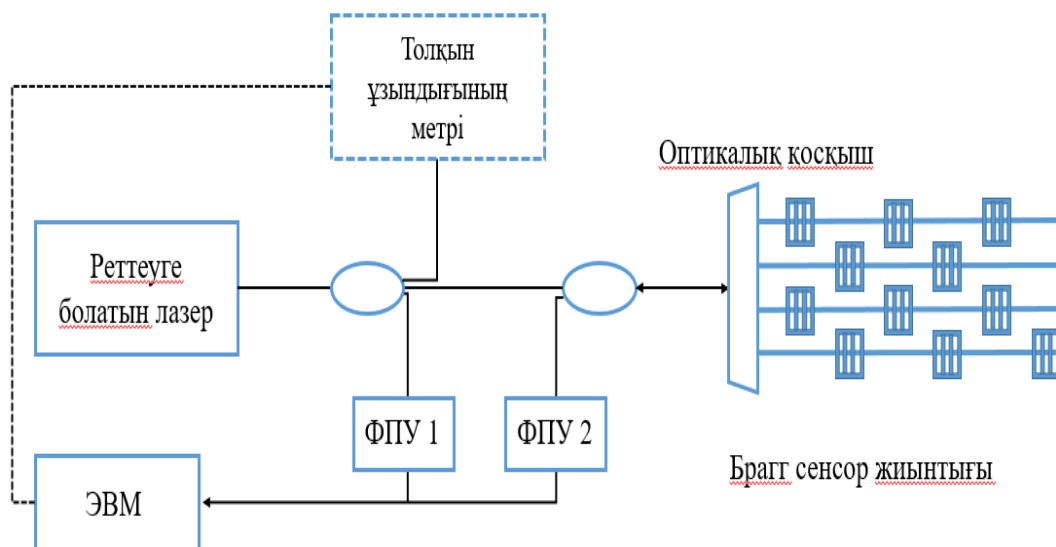 Толқын
ұзындығының
метрі
Оптикалық қосқыш
Реттеуге
болатын лазер
ФПУ 1
ФПУ 2
Брагг сенсор жиынтығы
ЭВМ